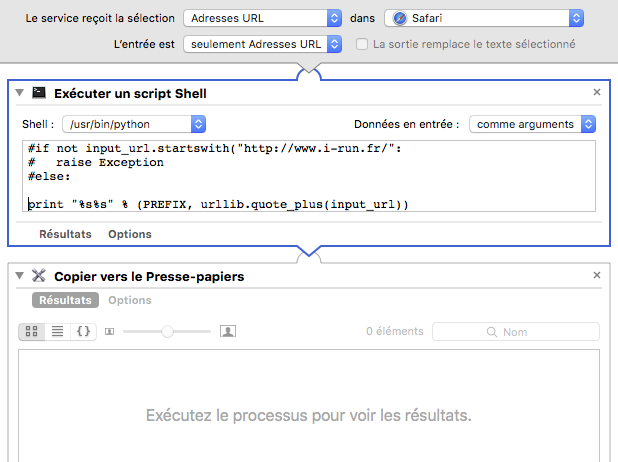 Le service reçoit la sélection Adresses URL dans Safari
L'entrée est seulement Adresses URL La sortie remplace le texte sélectionné
Exécuter un script Shell
Shell : /usr/bin/python Données en entrée : comme arguments
#if not input_url.startswith("http://www.i-run.fr/":
#   raise Exception
#else:
print "%s%s" % (PREFIX, urllib.quote_plus(input_url))
Résultats Options
Copier vers le Presse-papiers
Résultats Options
0 éléments Nom
Exécutez le processus pour voir les résultats.